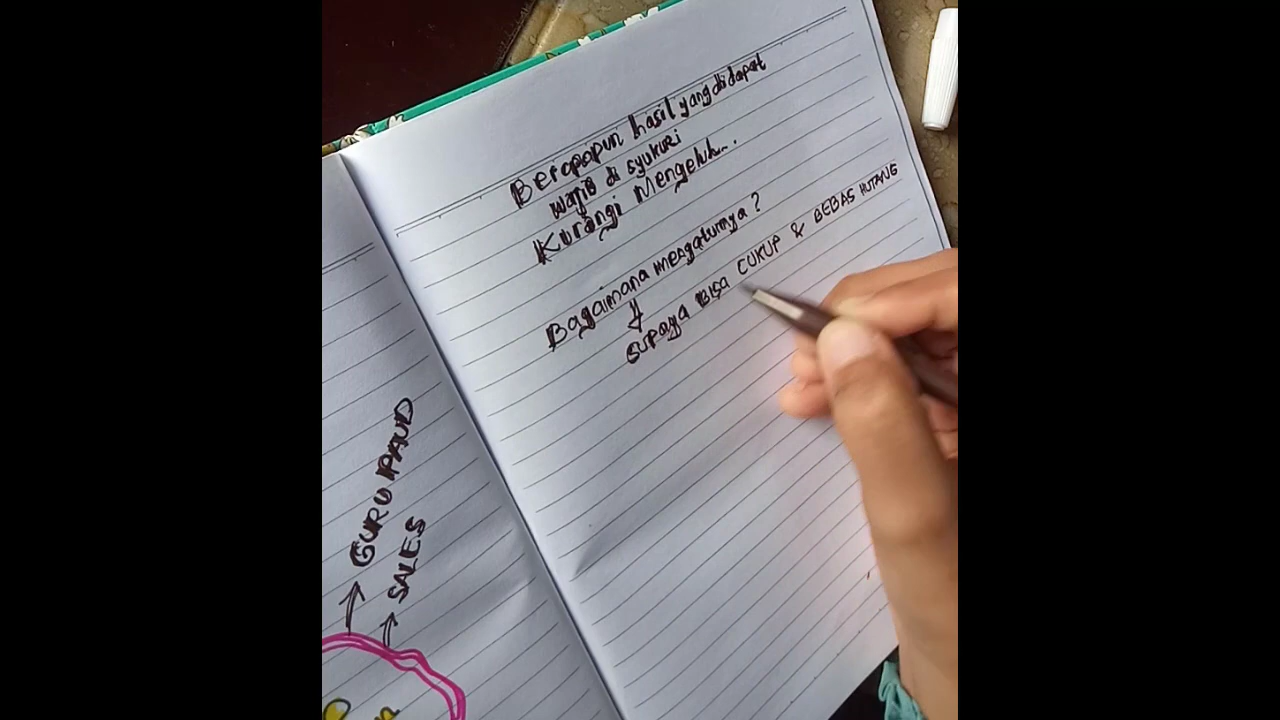 Berapapun hasil yang didapat
wajib di syukuri
Kurangi Mengeluh...
Bagaimana mengaturnya?
supaya BISa CUKUP & BEBAS HUTANG
GURU PAUD
SALES